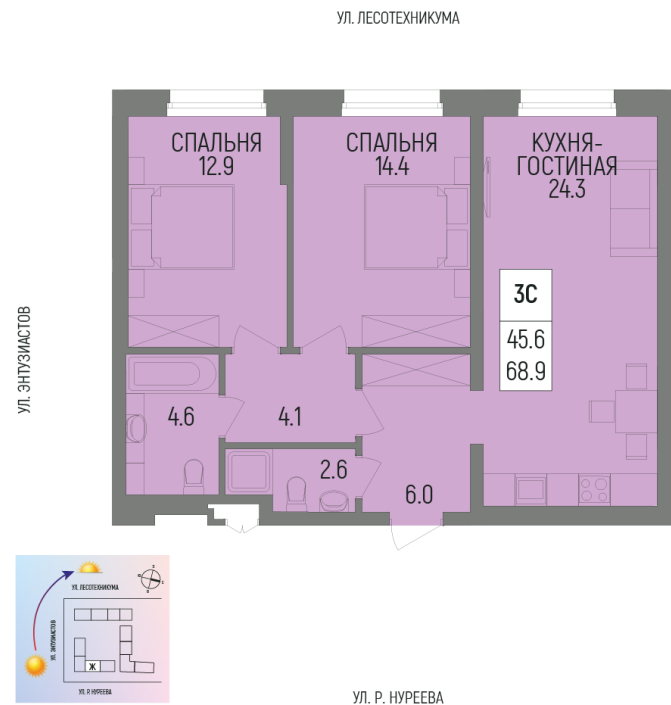 УЛ. ЛЕСОТЕХНИКУМА
СПАЛЬНЯ
12.9
СПАЛЬНЯ
14.4
КУХНЯ-
ГОСТИНАЯ
24.3
3С
45.6
68.9
УЛ. ЭНТУЗИАСТОВ
4.6
4.1
2.6
6.0
УЛ. ЛЕСОТЕХНИКУМА
УЛ. ЭНТУЗИАСТОВ
Ж
УЛ. Р. НУРЕЕВА
УЛ. Р. НУРЕЕВА